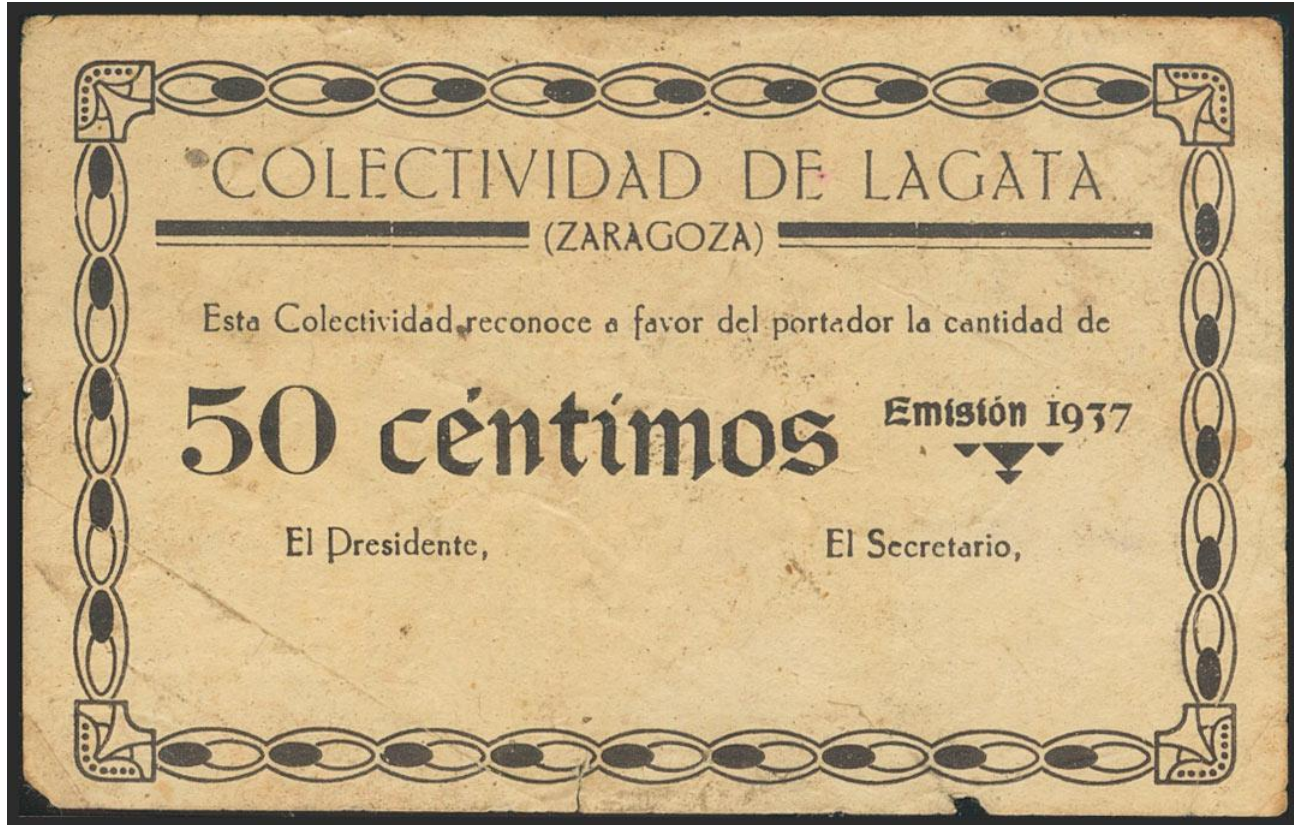 COLECTIVIDAD DE LAGATA
(ZARAGOZA)
Esta Colectividad reconoce a favor del portador la cantidad de
50 céntimos Emisión 1937
El Presidente, El Secretario,